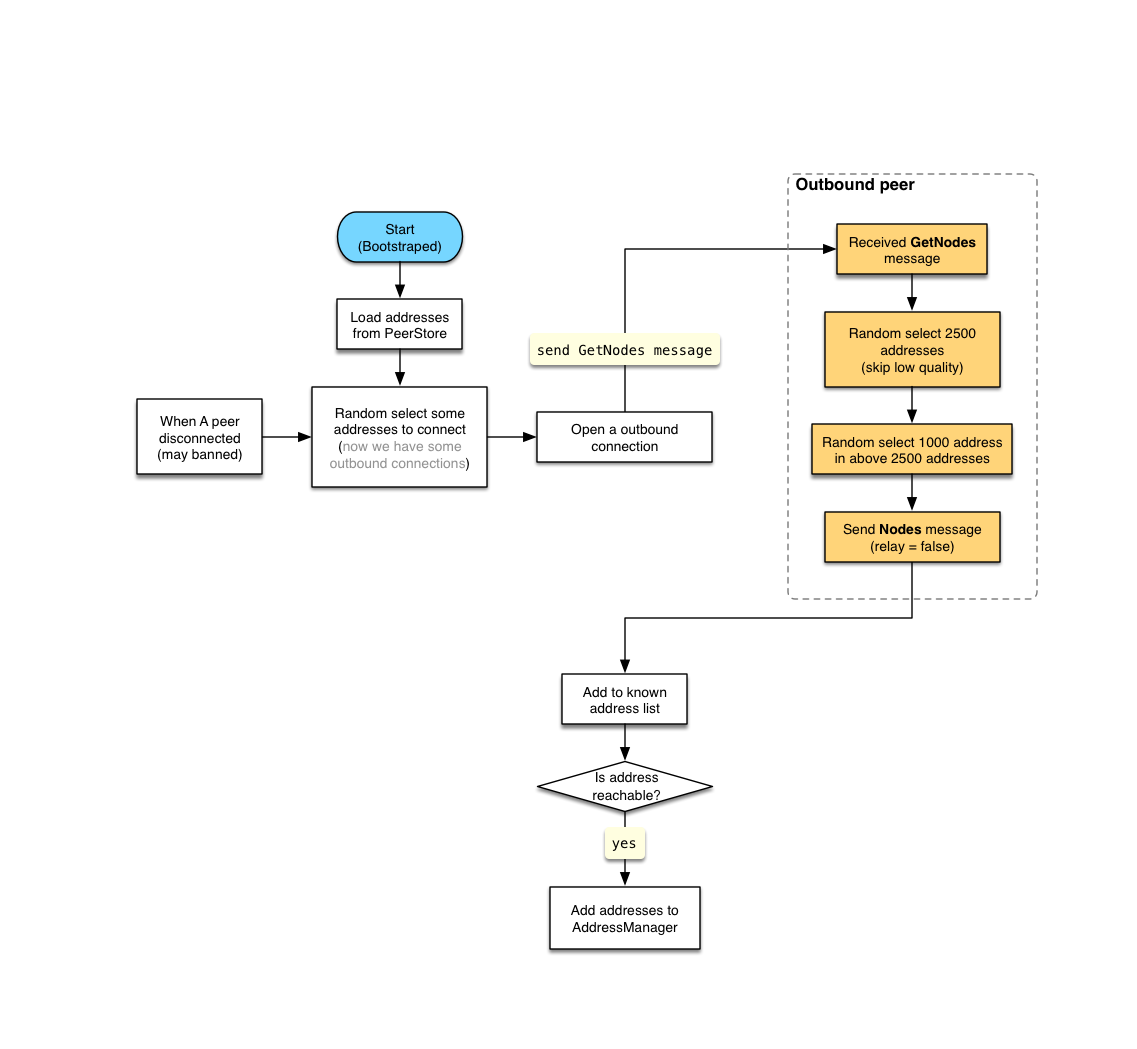 Outbound peer
Start
(Bootstraped)
Load addresses
from PeerStore
When A peer
disconnected
(may banned)
Random select some
addresses to connect
(now we have some
outbound connections)
Open a outbound
connection
send GetNodes message
Received GetNodes
message
Random select 2500
addresses
(skip low quality)
Random select 1000 address
in above 2500 addresses
Send Nodes message
(relay = false)
Add to known
address list
Is address
reachable?
yes
Add addresses to
AddressManager